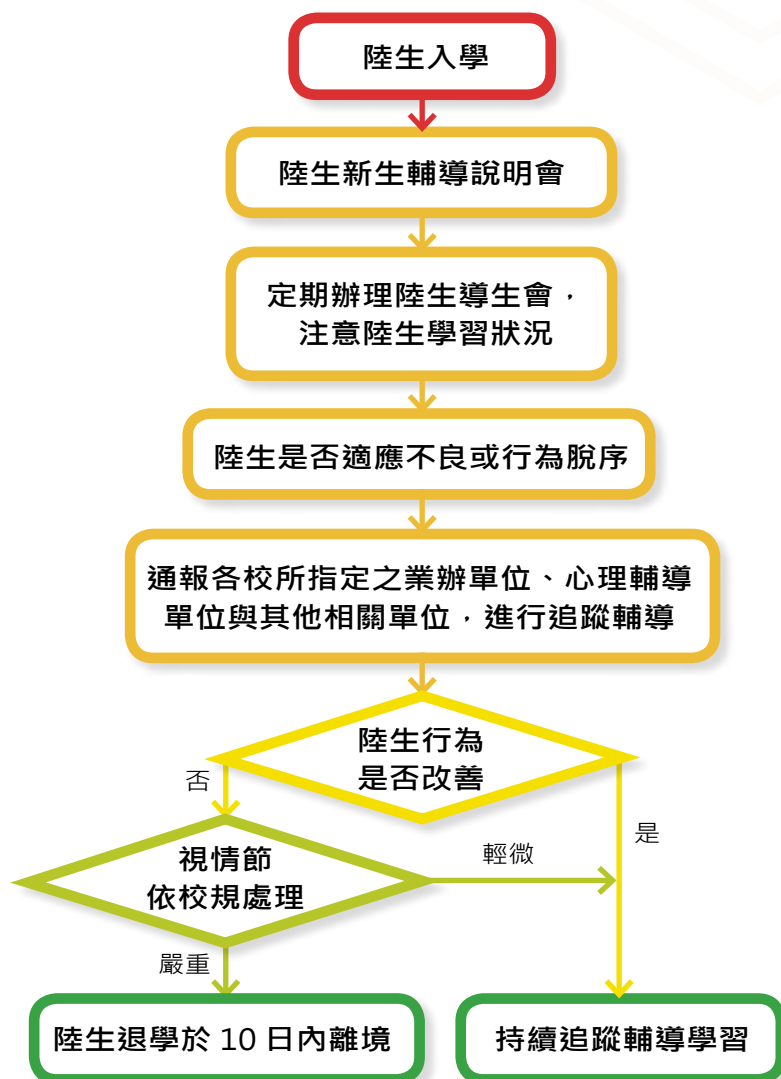 陸生入學
陸生新生輔導說明會
定期辦理陸生導生會，
注意陸生學習狀況
陸生是否適應不良或行為脫序
通報各校所指定之業辦單位、心理輔導
單位與其他相關單位，進行追蹤輔導
陸生行為
是否改善
否
是
視情節
依校規處理
輕微
嚴重
陸生退學於 10 日內離境
持續追蹤輔導學習